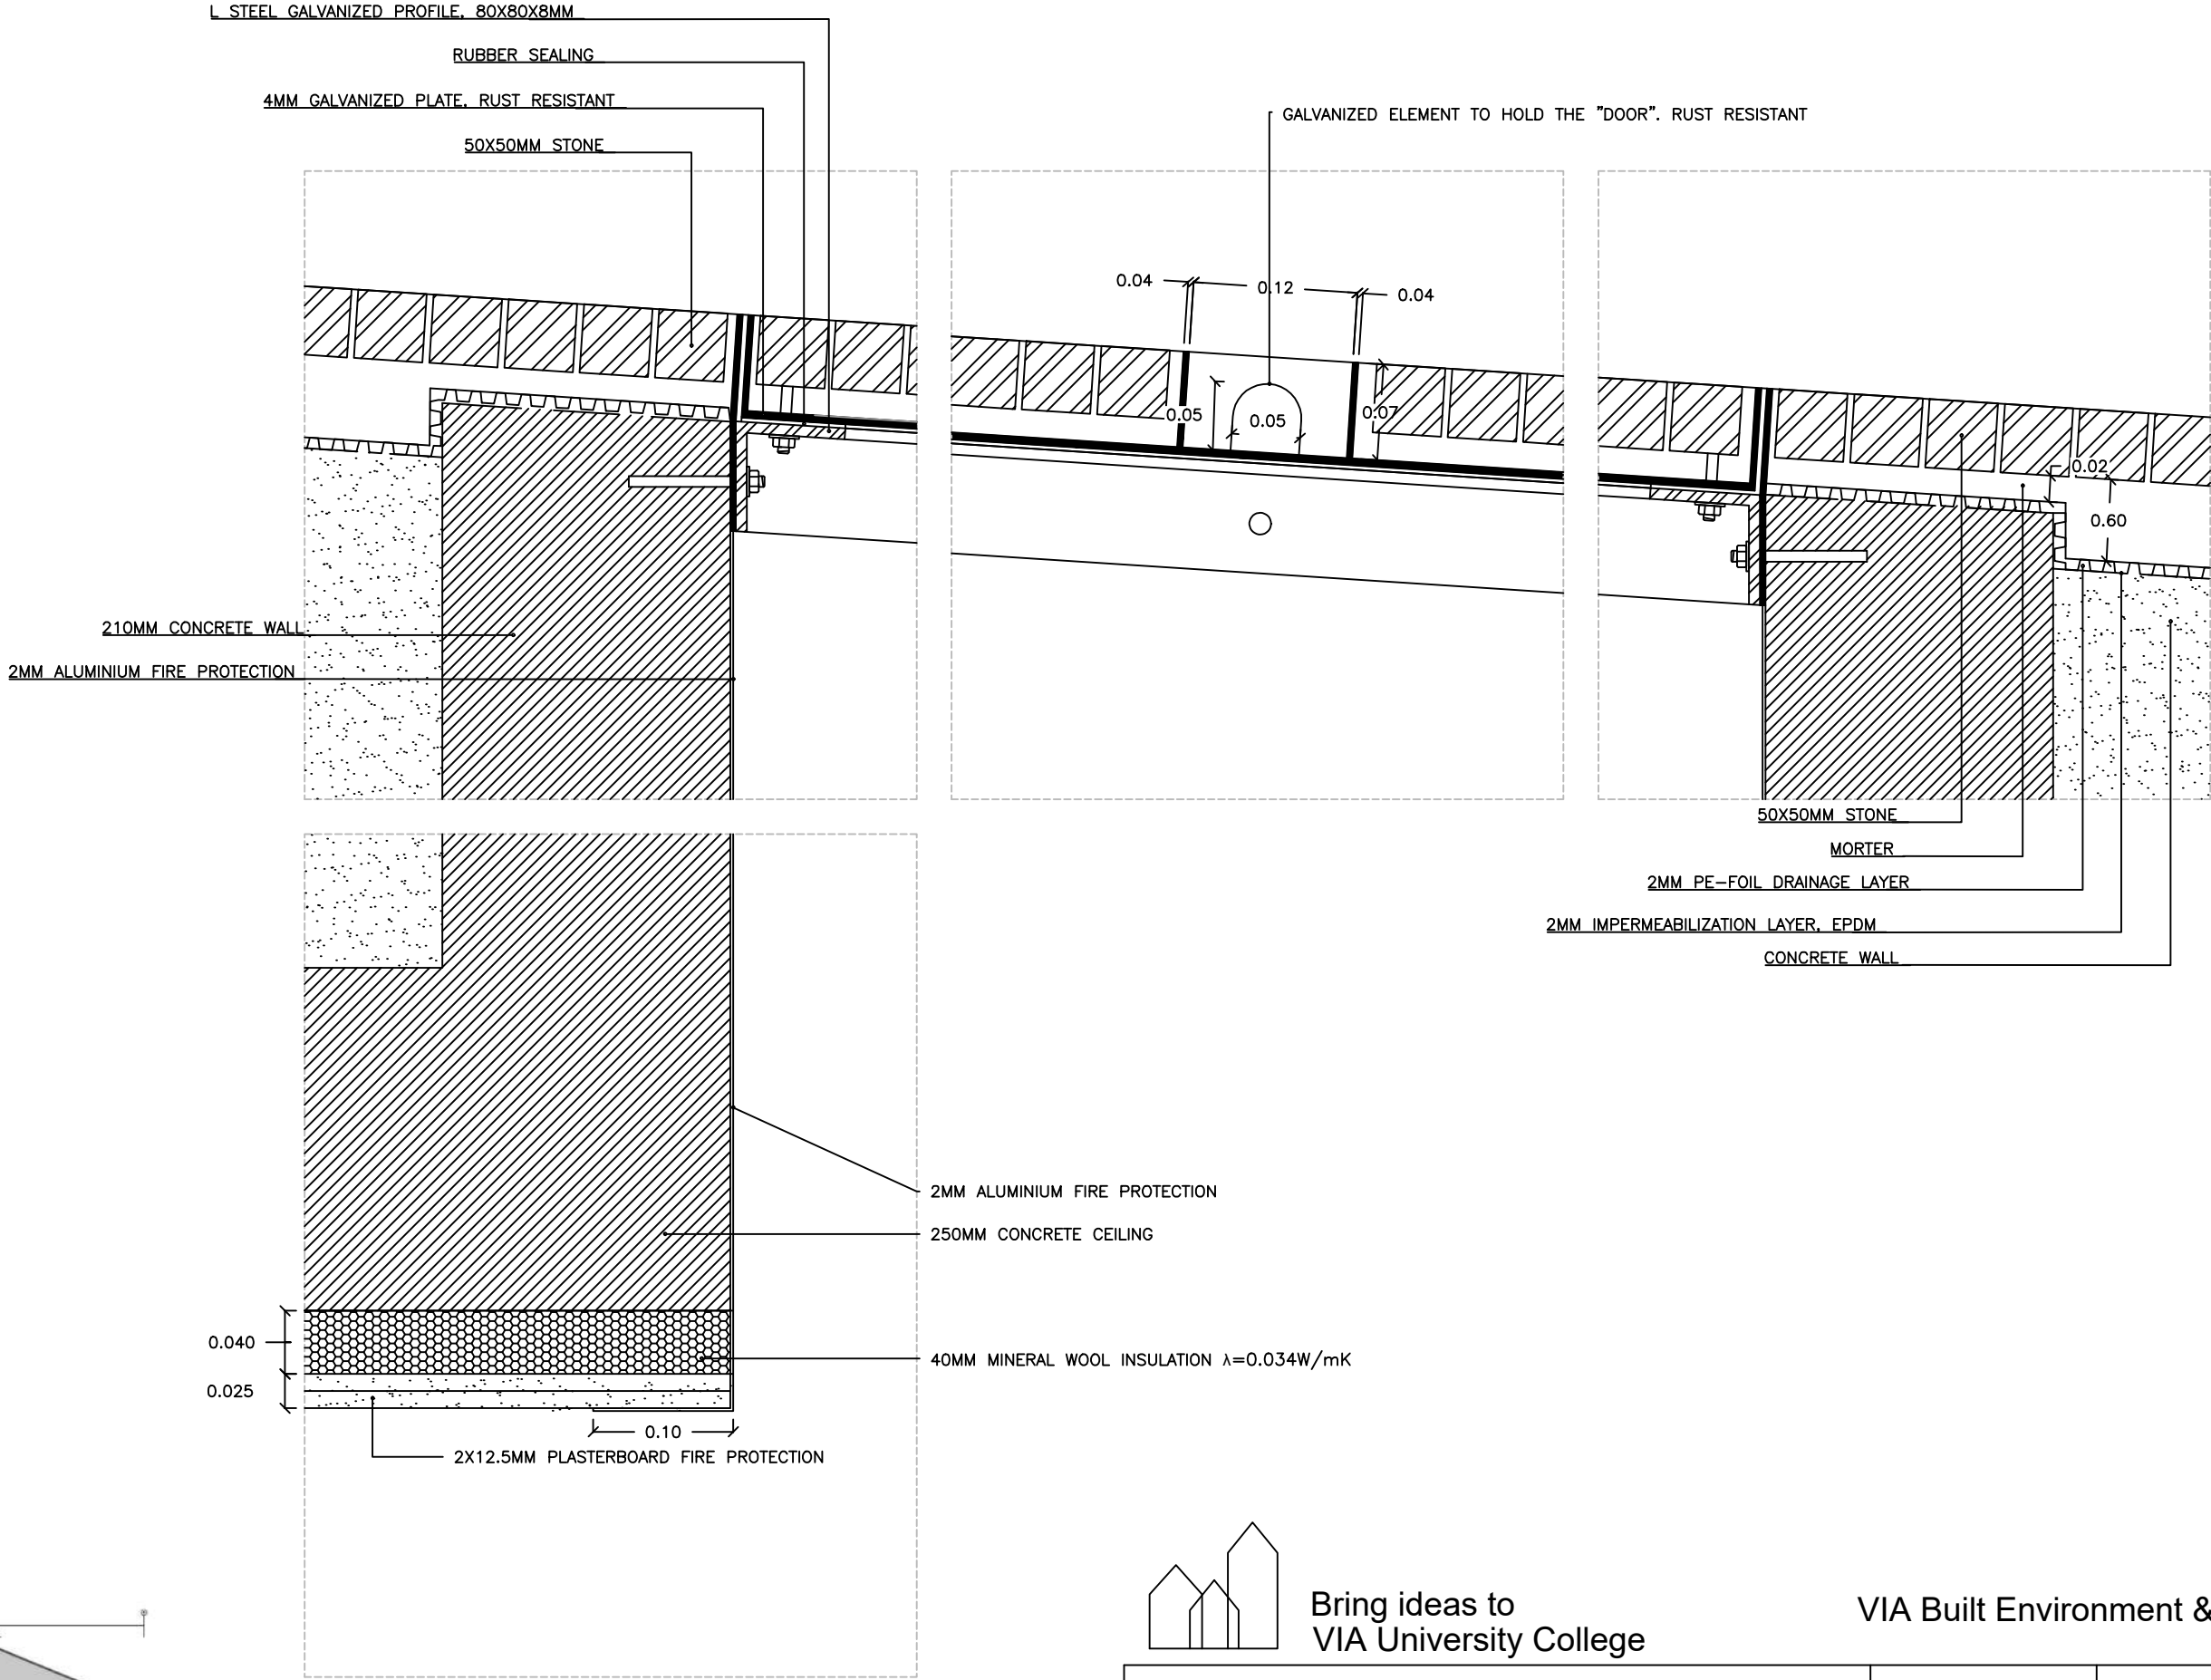 L STEEL GALVANIZED PROFILE, 80X80X8MM
RUBBER SEALING
4MM GALVANIZED PLATE, RUST RESISTANT
50X50MM STONE
GALVANIZED ELEMENT TO HOLD THE "DOOR". RUST RESISTANT
0.04
0.12
0.04
0.05
0.05
0.07
0.02
0.60
210MM CONCRETE WALL
2MM ALUMINIUM FIRE PROTECTION
50X50MM STONE
MORTER
2MM PE-FOIL DRAINAGE LAYER
2MM IMPERMEABILIZATION LAYER, EPDM
CONCRETE WALL
2MM ALUMINIUM FIRE PROTECTION
250MM CONCRETE CEILING
0.040
40MM MINERAL WOOL INSULATION λ=0.034W/mK
0.025
0.10
2X12.5MM PLASTERBOARD FIRE PROTECTION
Bring ideas to
VIA University College
VIA Built Environment &